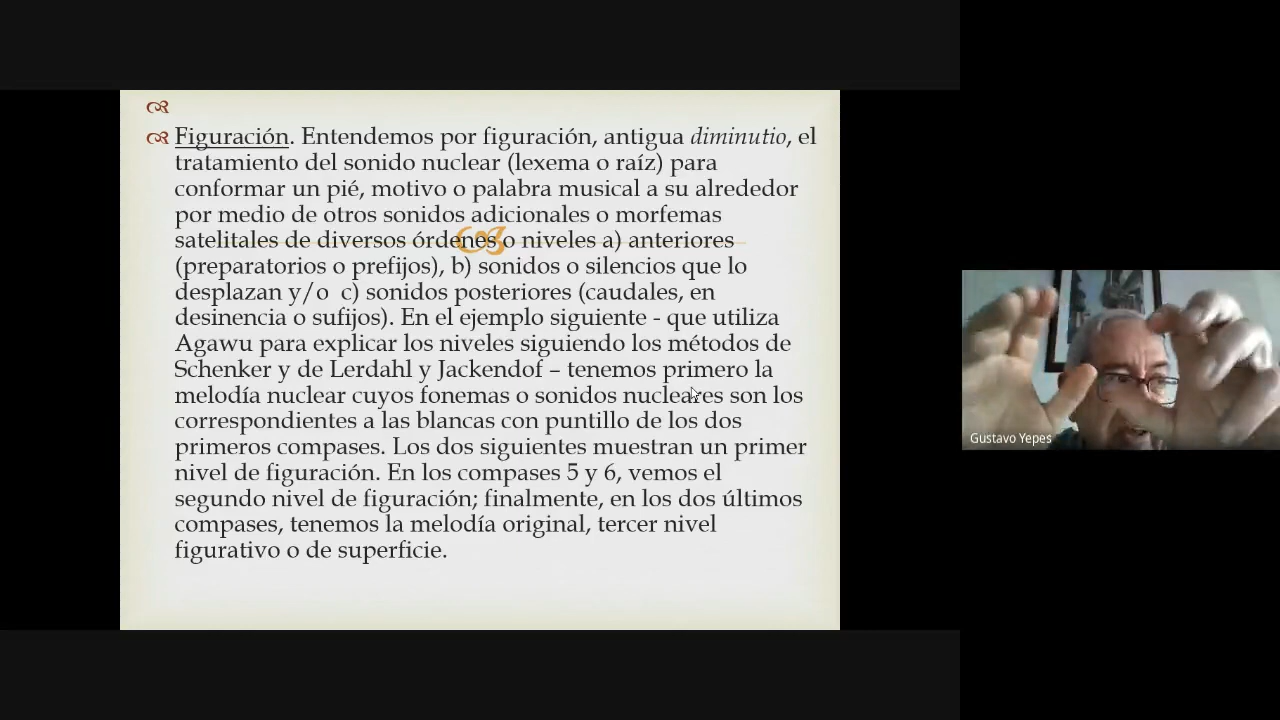 Figuración. Entendemos por figuración, antigua diminutio, el
tratamiento del sonido nuclear (lexema o raíz) para
conformar un pié, motivo o palabra musical a su alrededor
por medio de otros sonidos adicionales o morfemas
satelitales de diversos órdenes o niveles a) anteriores
(preparatorios o prefijos), b) sonidos o silencios que lo
desplazan y/o c) sonidos posteriores (caudales, en
desinencia o sufijos). En el ejemplo siguiente - que utiliza
Agawu para explicar los niveles siguiendo los métodos de
Schenker y de Lerdahl y Jackendof – tenemos primero la
melodía nuclear cuyos fonemas o sonidos nucleares son los
correspondientes a las blancas con puntillo de los dos
primeros compases. Los dos siguientes muestran un primer
nivel de figuración. En los compases 5 y 6, vemos el
segundo nivel de figuración; finalmente, en los dos últimos
compases, tenemos la melodía original, tercer nivel
figurativo o de superficie.
Gustavo Yepes